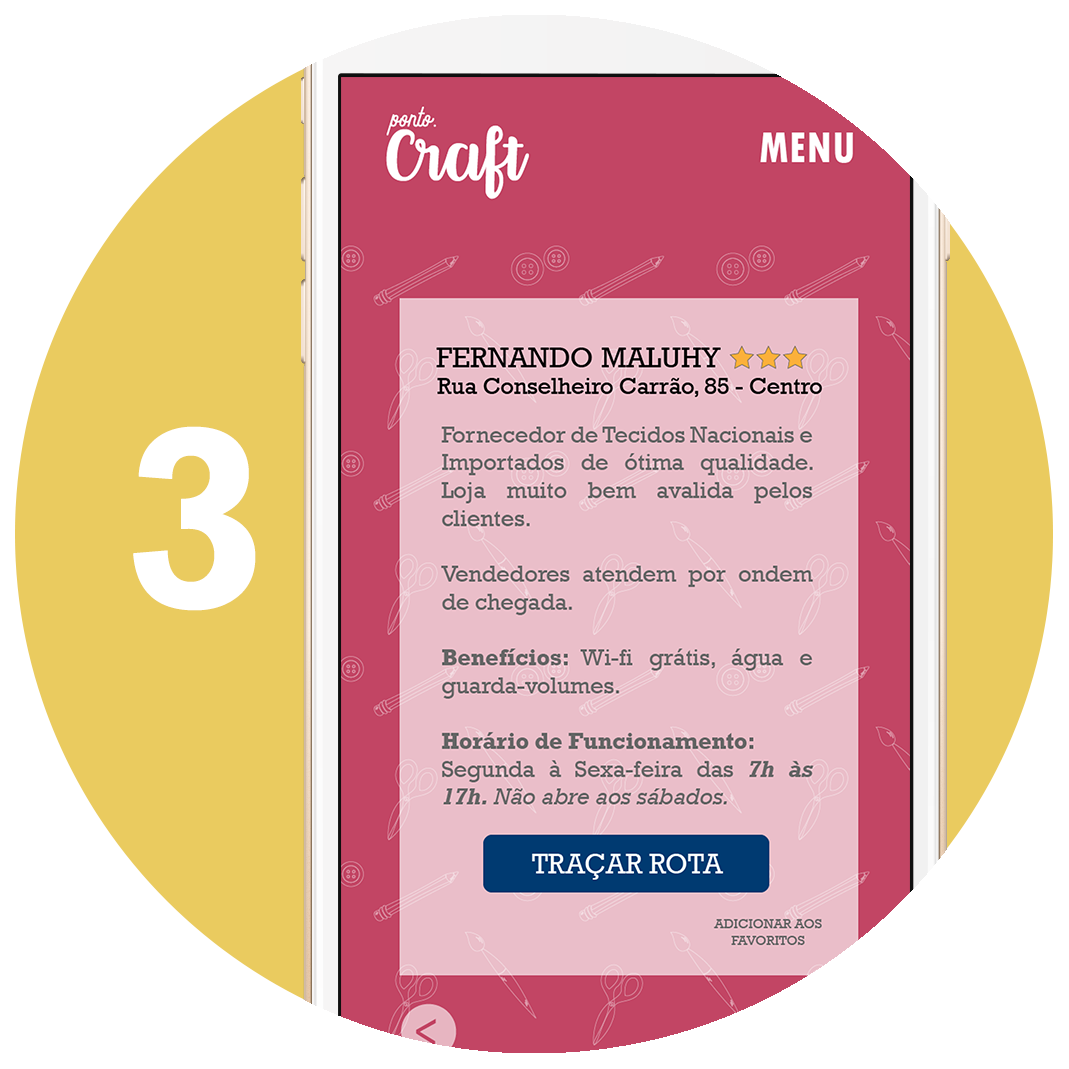 ponto.
Craft
MENU
3
FERNANDO MALUHY
Rua Conselheiro Carrão, 85 - Centro
Fornecedor de Tecidos Nacionais e
Importados de ótima qualidade.
Loja muito bem avalida pelos
clientes.
Vendedores atendem por ondem
de chegada.
Benefícios: Wi-fi grátis, água e
guarda-volumes.
Horário de Funcionamento:
Segunda à Sexa-feira das 7h às
17h. Não abre aos sábados.
TRAÇAR ROTA
ADICIONAR AOS
FAVORITOS
<